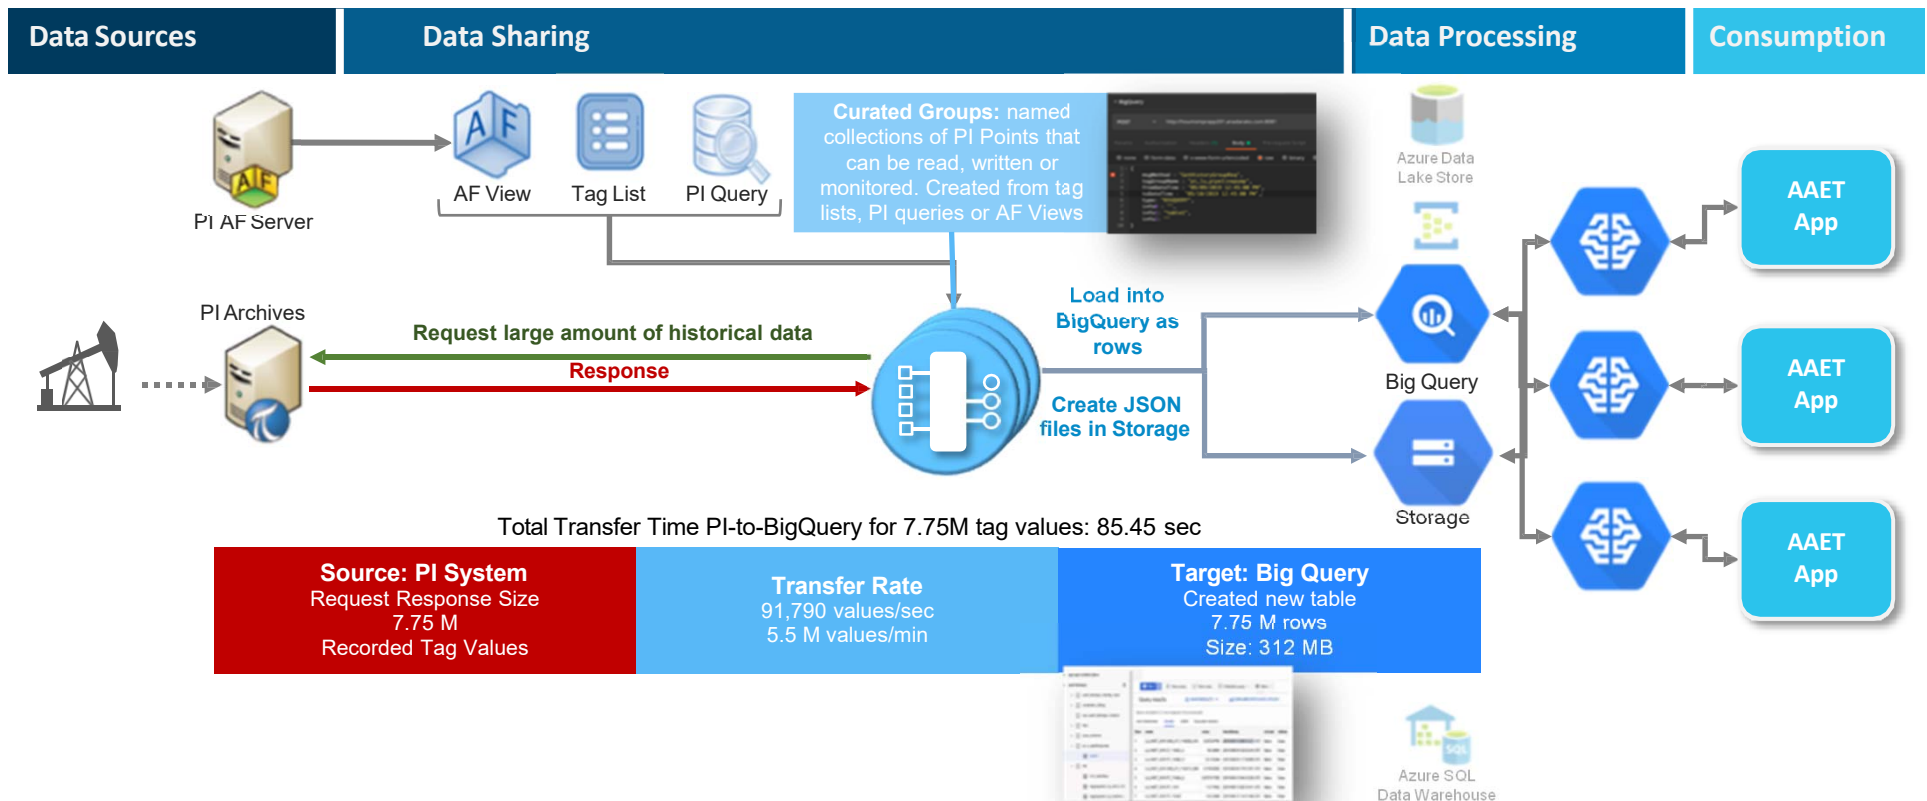 Data Sources
Data Sharing
Data Processing
Consumption
PI AF Server
AF
AF
AF View
Tag List
PI Query
Curated Groups: named
collections of PI Points that
can be read, written or
monitored. Created from tag
lists, PI queries or AF Views
Azure Data
Lake Store
AAET
App
PI Archives
Request large amount of historical data
Response
Load into
BigQuery as
rows
Create JSON
files in Storage
Big Query
Storage
AAET
App
AAET
App
Total Transfer Time PI-to-BigQuery for 7.75M tag values: 85.45 sec
Source: PI System
Request Response Size
7.75 M
Recorded Tag Values
Transfer Rate
91,790 values/sec
5.5 M values/min
Target: Big Query
Created new table
7.75 M rows
Size: 312 MB
SQL
Azure SQL
Data Warehouse